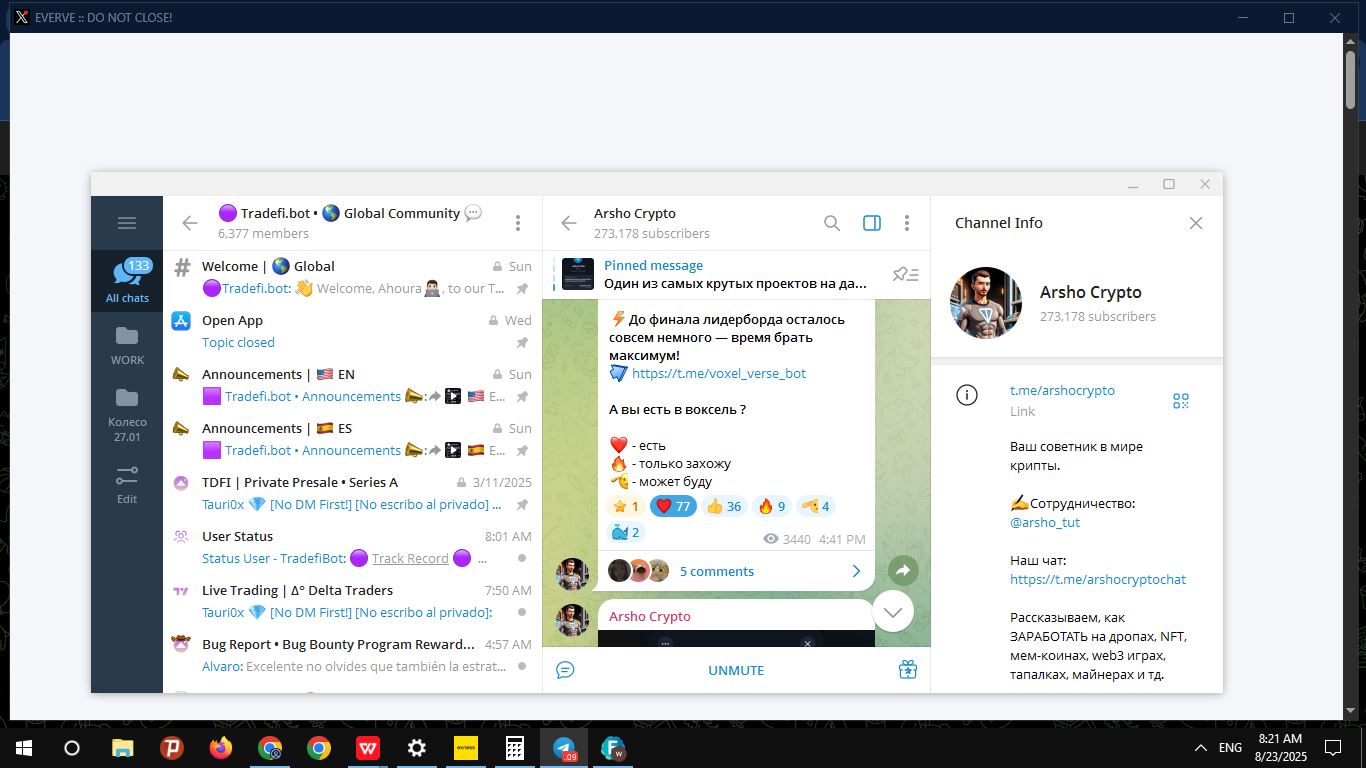 EVERVE :: DO NOT CLOSE!
133
All chats
WORK
Колесо
27.01
Edit
Tradefi.bot • Global Community
6,377 members
Welcome | Global
Sun
Tradefi.bot: Welcome, Ahoura , to our T...
Open App
Wed
Topic closed
Announcements | EN
Sun
Tradefi.bot • Announcements : E...
Announcements | ES
Sun
Tradefi.bot • Announcements : E...
TDFI | Private Presale • Series A
3/11/2025
Tauri0x [No DM First!] [No escribo al privado] ...
User Status
8:01 AM
Status User - TradefiBot: Track Record ...
Live Trading | Δ° Delta Traders
7:50 AM
Tauri0x [No DM First!] [No escribo al privado]:
Bug Report • Bug Bounty Program Reward...
4:57 AM
Alvaro: Excelente no olvides que también la estrat...
Arsho Crypto
273,178 subscribers
Pinned message
Один из самых крутых проектов на да...
До финала лидерборда осталось
совсем немного — время брать
максимум!
https://t.me/voxel_verse_bot
А вы есть в воксель ?
- есть
- только захожу
- может буду
1 77 36 9 4
2
3440 4:41 PM
5 comments
Arsho Crypto
UNMUTE
Channel Info
Arsho Crypto
273,178 subscribers
t.me/arshocrypto
Link
Ваш советник в мире
крипты.
Сотрудничество:
@arsho_tut
Наш чат:
https://t.me/arshocryptochat
Рассказываем, как
ЗАРАБОТАТЬ на дропах, NFT,
мем-коинах, web3 играх,
тапалках, майнерах и тд.
exness
..09
ENG
8:21 AM
8/23/2025